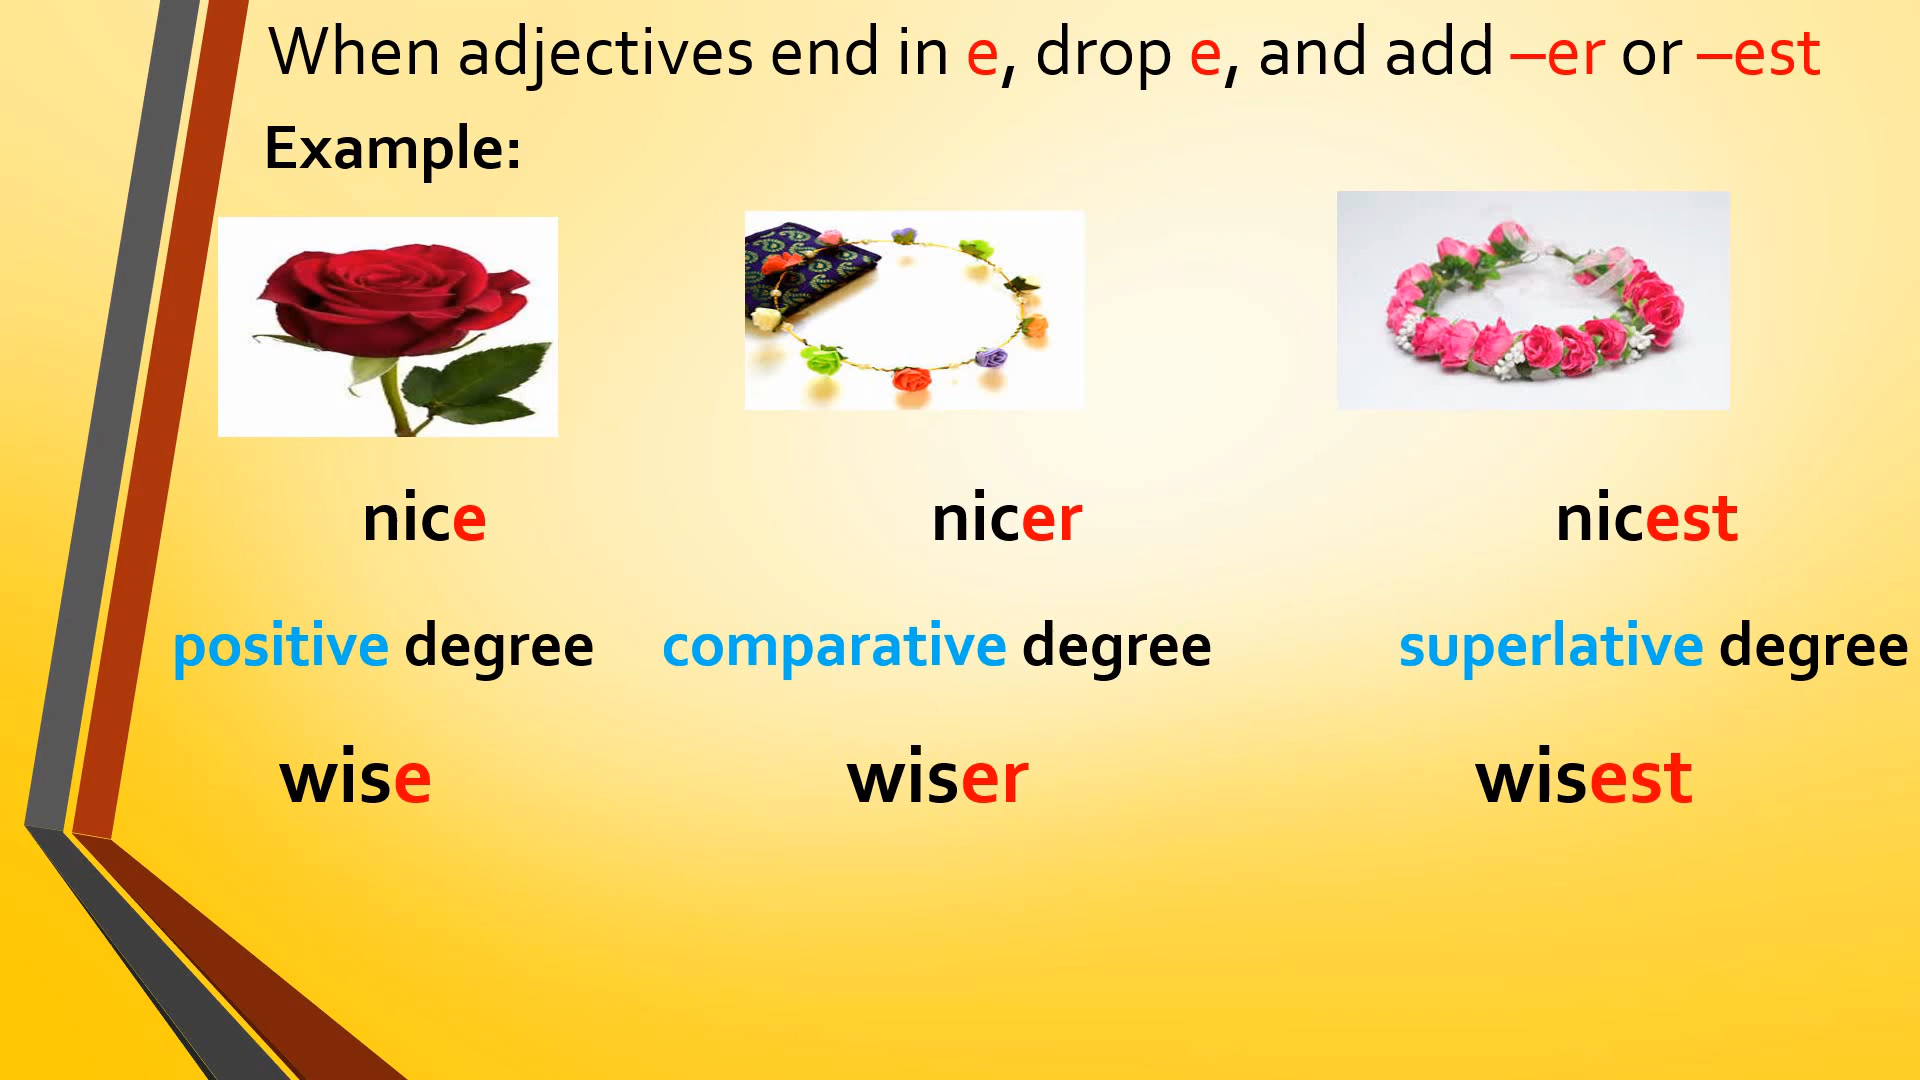 When adjectives end in e, drop e, and add –er or –est
Example:
nice nicer nicest
positive degree comparative degree superlative degree
wise wiser wisest